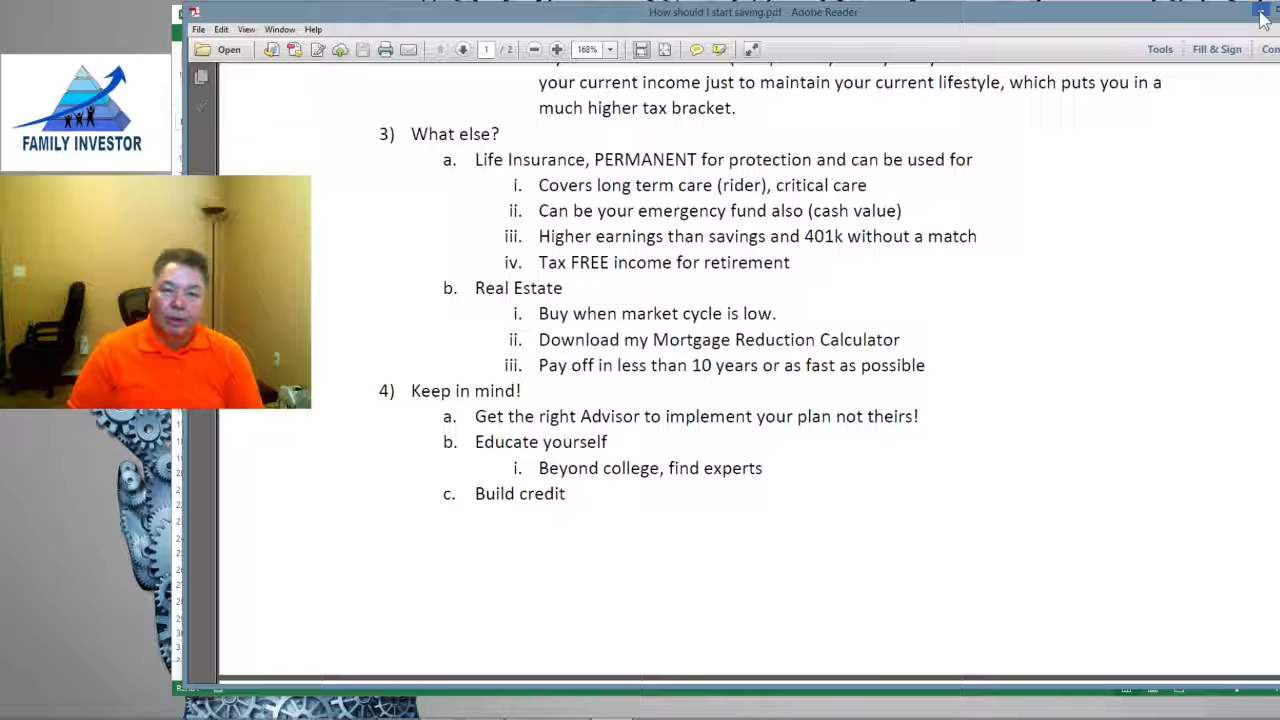 How should I start saving.pdf - Adobe Reader
File Edit View Window Help
Open 1 / 2 168% Tools Fill & Sign
your current income just to maintain your current lifestyle, which puts you in a
much higher tax bracket.
3) What else?
a. Life Insurance, PERMANENT for protection and can be used for
i. Covers long term care (rider), critical care
ii. Can be your emergency fund also (cash value)
iii. Higher earnings than savings and 401k without a match
iv. Tax FREE income for retirement
b. Real Estate
i. Buy when market cycle is low.
ii. Download my Mortgage Reduction Calculator
iii. Pay off in less than 10 years or as fast as possible
4) Keep in mind!
a. Get the right Advisor to implement your plan not theirs!
b. Educate yourself
i. Beyond college, find experts
c. Build credit
FAMILY INVESTOR